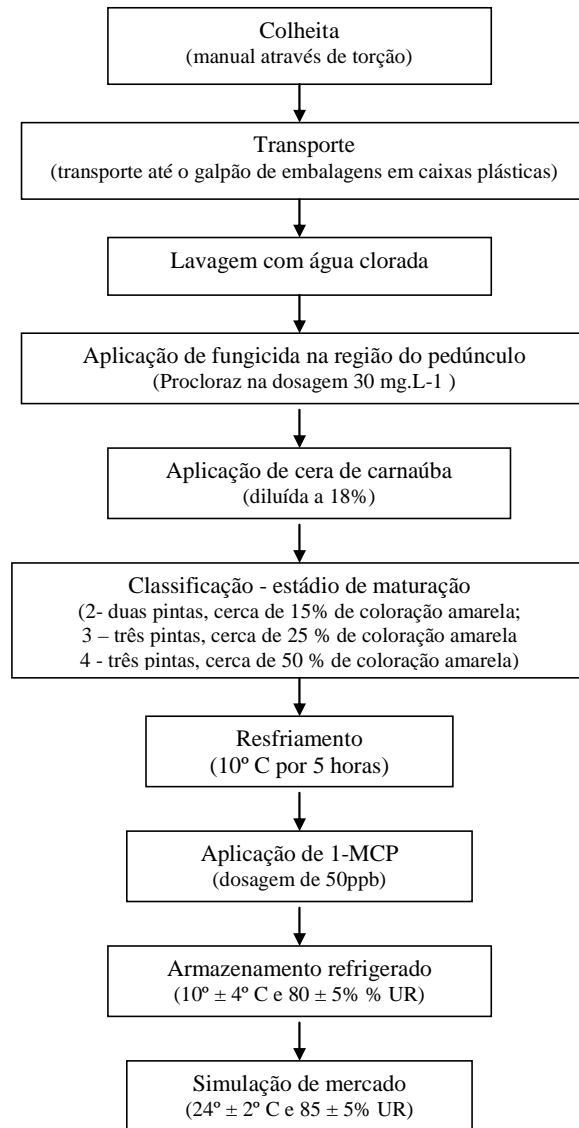 Colheita
(manual através de torção)
Transporte
(transporte até o galpão de embalagens em caixas plásticas)
Lavagem com água clorada
Aplicação de fungicida na região do pedúnculo
(Procloraz na dosagem 30 mg.L-1 )
Aplicação de cera de carnaúba
(diluída a 18%)
Classificação - estádio de maturação
(2- duas pintas, cerca de 15% de coloração amarela;
3 – três pintas, cerca de 25 % de coloração amarela
4 - três pintas, cerca de 50 % de coloração amarela)
Resfriamento
(10º C por 5 horas)
Aplicação de 1-MCP
(dosagem de 50ppb)
Armazenamento refrigerado
(10º ± 4º C e 80 ± 5% % UR)
Simulação de mercado
(24º ± 2º C e 85 ± 5% UR)